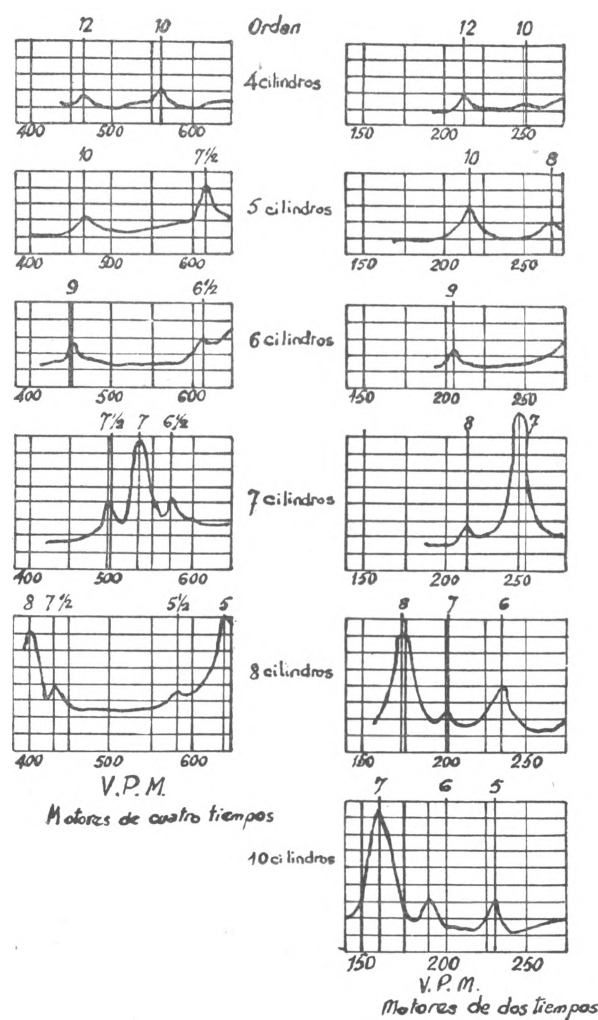 12 10 Orden 12 10
4 cilindros
400 500 600 150 200 250
10 7½ 10 8
5 cilindros
400 500 600 150 200 250
9 6½ 9
6 cilindros
400 500 600 150 200 250
7½ 7 6½ 8 7
7 cilindros
400 500 600 150 200 250
8 7½ 5½ 5 8 7 6
8 cilindros
400 500 600 150 200 250
V.P.M.
Motores de cuatro tiempos
7 6 5
10 cilindros
150 200 250
V.P.M.
Motores de dos tiempos